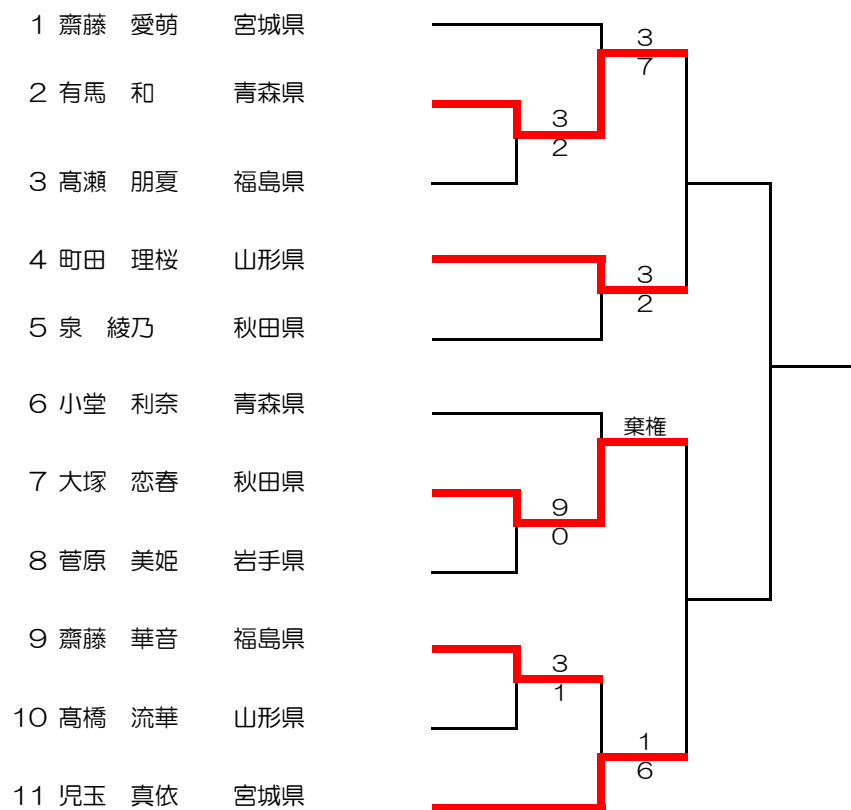 1 齋藤 愛萌 宮城県
3
7
2 有馬 和 青森県
3
2
3 髙瀬 朋夏 福島県
4 町田 理桜 山形県
3
2
5 泉 綾乃 秋田県
6 小堂 利奈 青森県
棄権
7 大塚 恋春 秋田県
9
0
8 菅原 美姫 岩手県
9 齋藤 華音 福島県
3
1
10 髙橋 流華 山形県
1
6
11 児玉 真依 宮城県